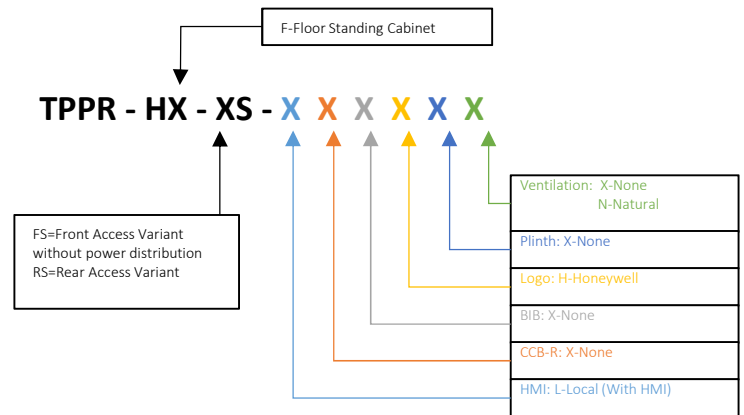 F-Floor Standing Cabinet
TPPR - HX - XS - X X X X X X
Ventilation: X-None
N-Natural
FS=Front Access Variant
without power distribution
RS=Rear Access Variant
Plinth: X-None
Logo: H-Honeywell
BIB: X-None
CCB-R: X-None
HMI: L-Local (With HMI)